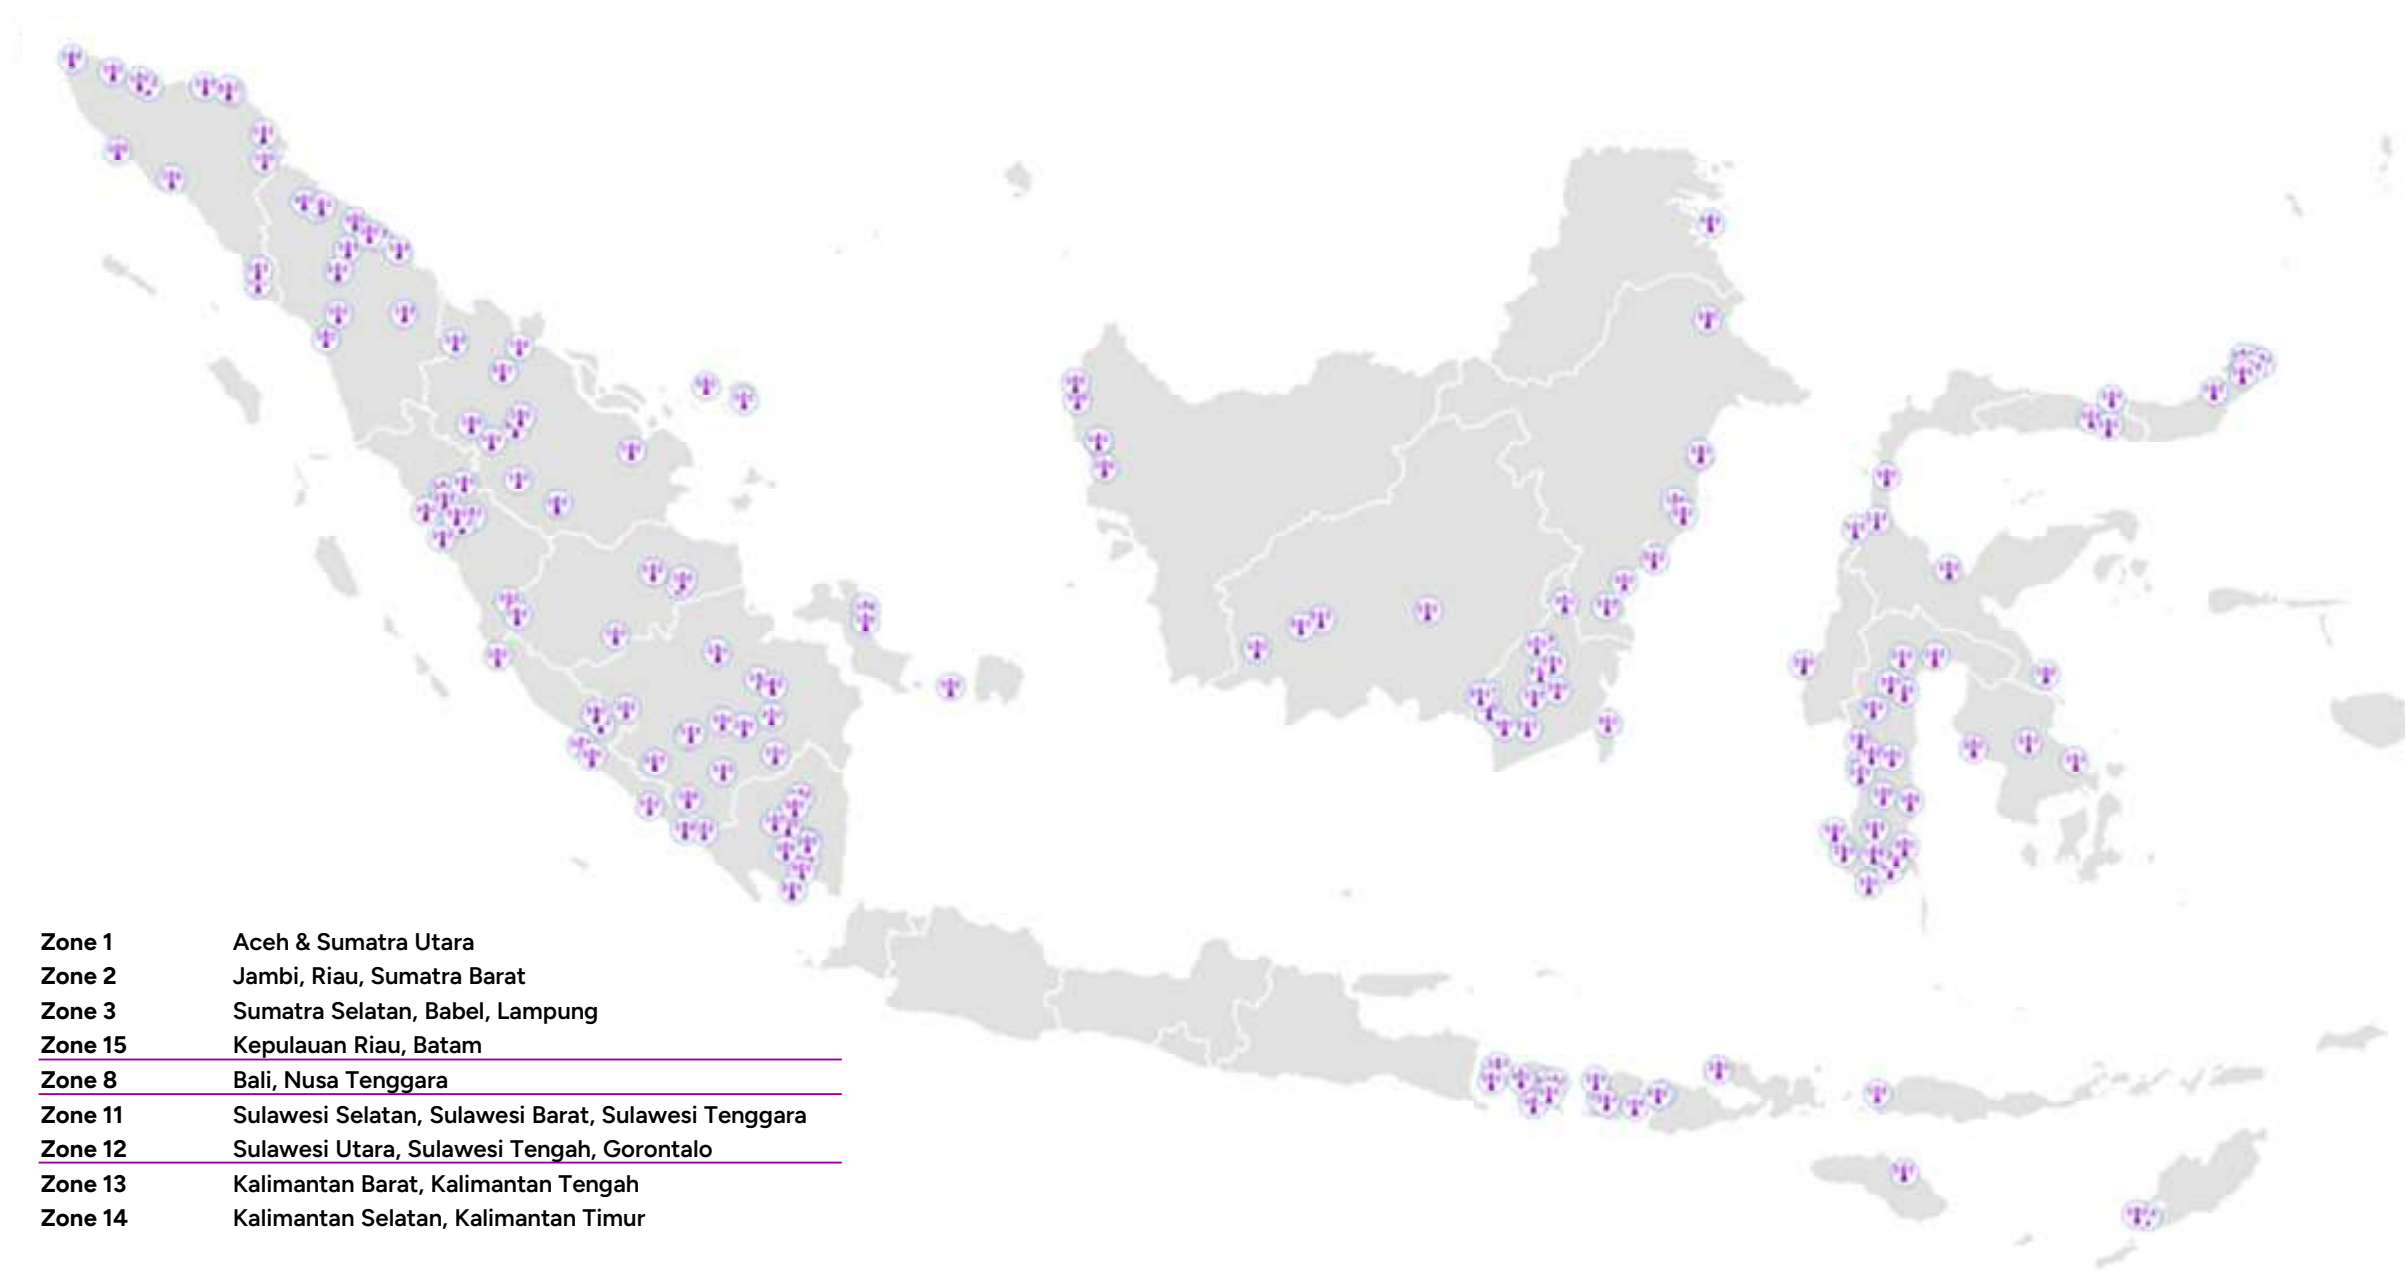 Zone 1 Aceh & Sumatra Utara
Zone 2 Jambi, Riau, Sumatra Barat
Zone 3 Sumatra Selatan, Babel, Lampung
Zone 15 Kepulauan Riau, Batam
Zone 8 Bali, Nusa Tenggara
Zone 11 Sulawesi Selatan, Sulawesi Barat, Sulawesi Tenggara
Zone 12 Sulawesi Utara, Sulawesi Tengah, Gorontalo
Zone 13 Kalimantan Barat, Kalimantan Tengah
Zone 14 Kalimantan Selatan, Kalimantan Timur